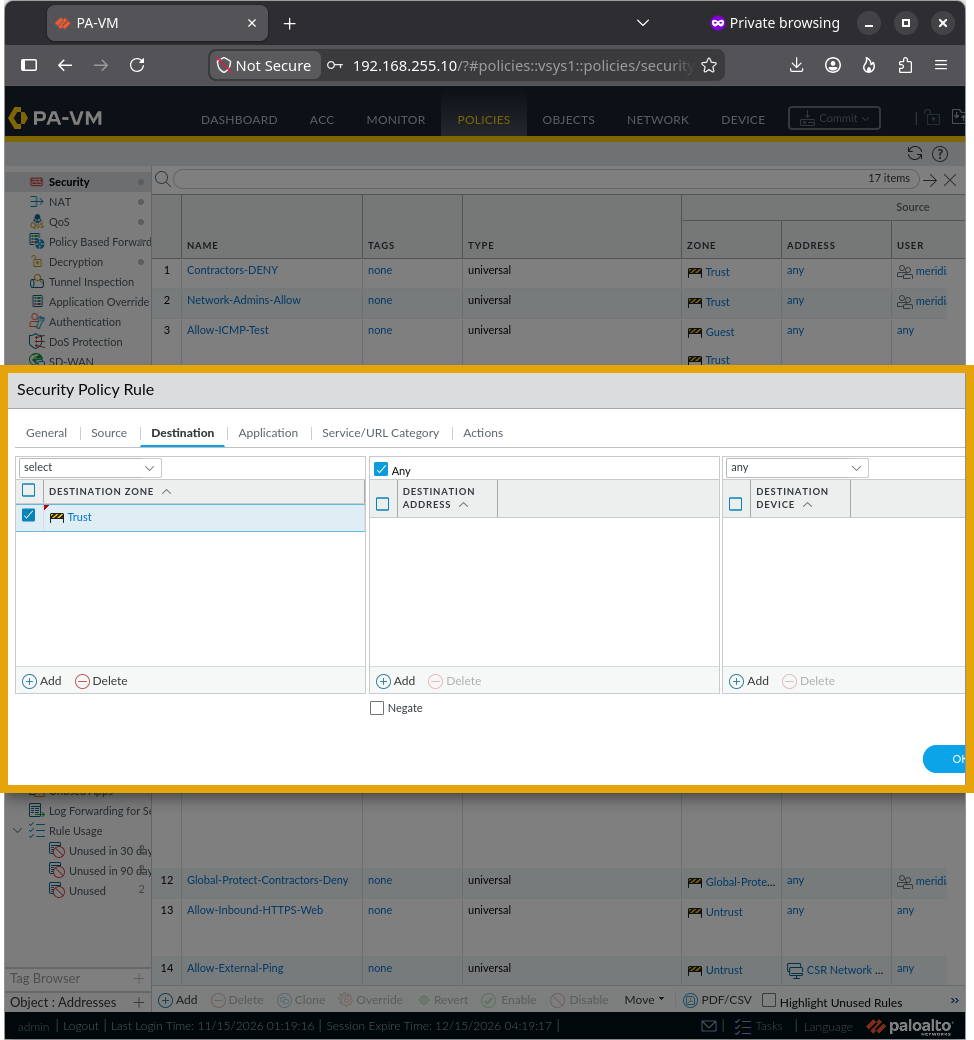 PA-VM
Private browsing
Not Secure
192.168.255.10/?#policies::vsys1::policies/security
PA-VM
DASHBOARD ACC MONITOR POLICIES OBJECTS NETWORK DEVICE Commit
Security
NAT
QoS
Policy Based Forward
Decryption
Tunnel Inspection
Application Override
Authentication
DoS Protection
SD-WAN
17 items
Source
NAME TAGS TYPE ZONE ADDRESS USER
1 Contractors-DENY none universal Trust any meridi
2 Network-Admins-Allow none universal Trust any meridi
3 Allow-ICMP-Test none universal Guest any any
Trust
Security Policy Rule
General Source Destination Application Service/URL Category Actions
select Any any
DESTINATION ZONE DESTINATION ADDRESS DESTINATION DEVICE
Trust
Add Delete Add Delete Add Delete
Negate
OK
Unused Apps
Log Forwarding for Se
Rule Usage
Unused in 30 day
Unused in 90 day
Unused 2
12 Global-Protect-Contractors-Deny none universal Global-Prote... any meridi
13 Allow-Inbound-HTTPS-Web none universal Untrust any any
14 Allow-External-Ping none universal Untrust CSR Network ... any
Tag Browser
Object : Addresses
Add Delete Clone Override Revert Enable Disable Move PDF/CSV Highlight Unused Rules »
admin | Logout | Last Login Time: 11/15/2026 01:19:16 | Session Expire Time: 12/15/2026 04:19:17 | Tasks | Language paloalto NETWORKS